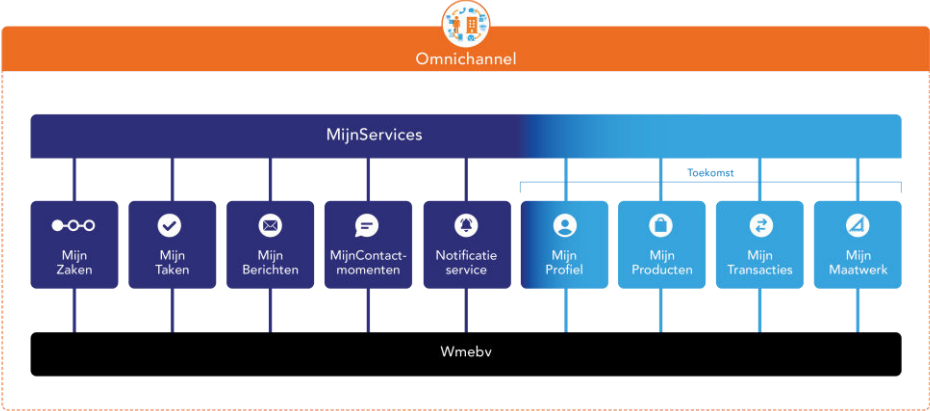 Omnichannel
MijnServices
Toekomst
Mijn
Zaken
Mijn
Taken
Mijn
Berichten
MijnContact-
momenten
Notificatie
service
Mijn
Profiel
Mijn
Producten
Mijn
Transacties
Mijn
Maatwerk
Wmebv